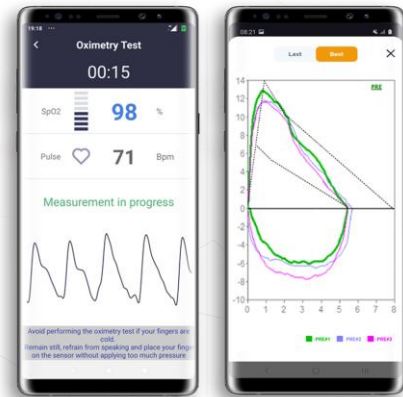 19:18
Oximetry Test
00:15
SpO2 98 %
Pulse 71 Bpm
Measurement in progress
Avoid performing the oximetry test if your fingers are
cold.
Remain still, refrain from speaking and place your finger
on the sensor without applying too much pressure
08:21
Last Best
PRE
14
12
10
8
6
4
2
0
-2
-4
-6
-8
-10
0 1 2 3 4 5 6 7 8
PRE#1 PRE#2 PRE#3